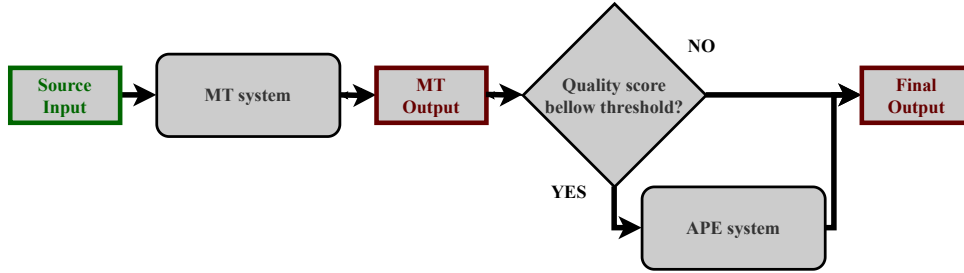 Source
Input
MT system
MT
Output
Quality score
bellow threshold?
NO
YES
APE system
Final
Output